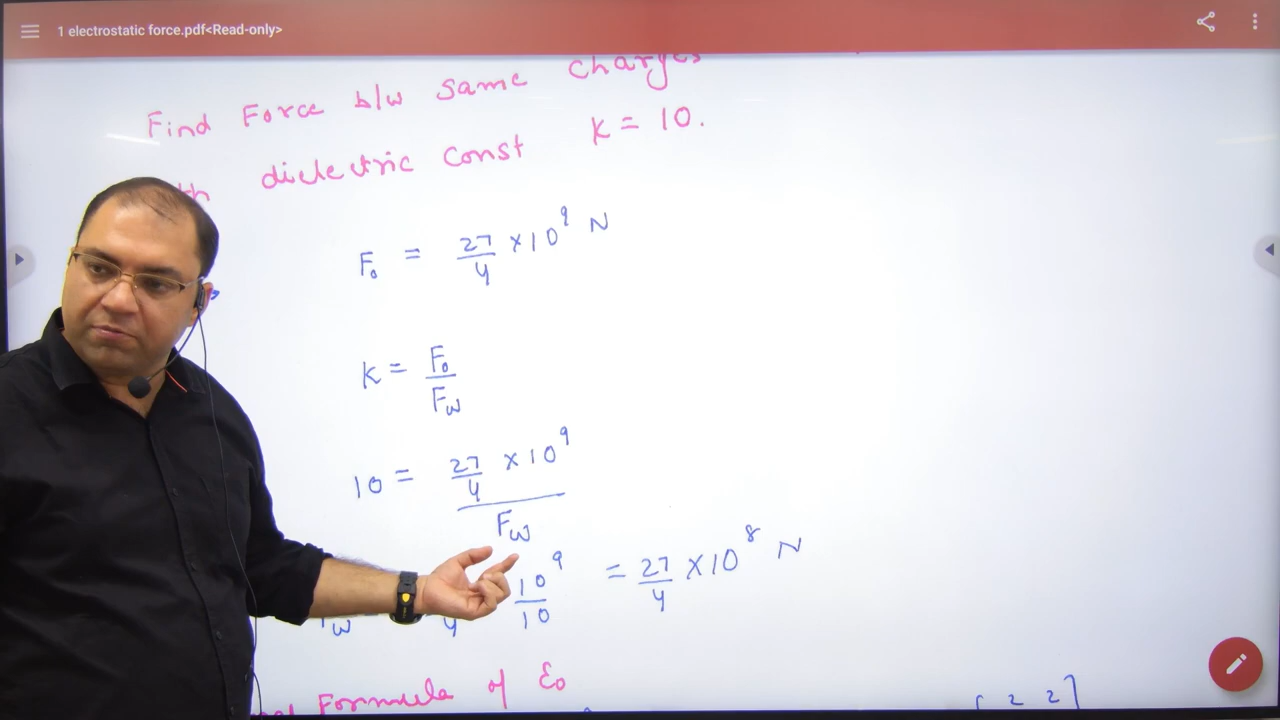 1 electrostatic force.pdf<Read-only>
Find Force b/w same charges
dielectric const k = 10.
F₀ = 27/4 ×10⁹ N
k = F₀/F_w
10 = 27/4 × 10⁹
F_w
F_w 10⁹/10 = 27/4 ×10⁸ N
Formula of ε₀